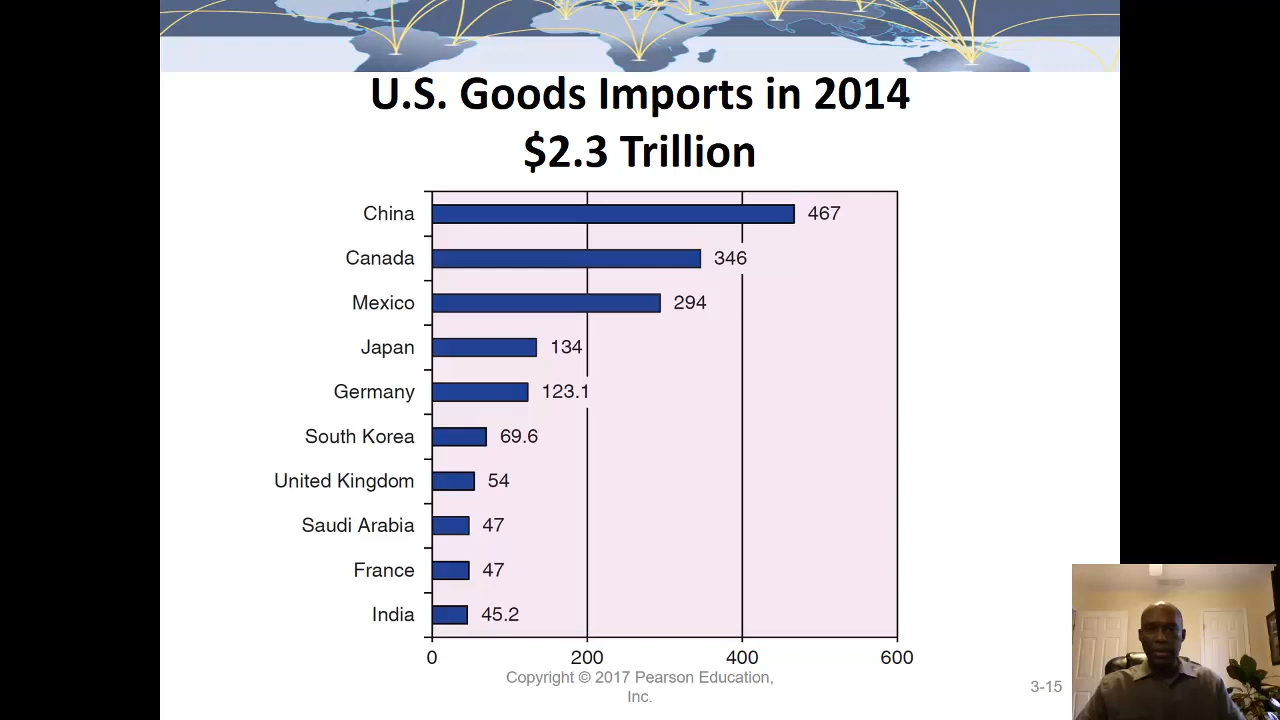 U.S. Goods Imports in 2014
$2.3 Trillion
China 467
Canada 346
Mexico 294
Japan 134
Germany 123.1
South Korea 69.6
United Kingdom 54
Saudi Arabia 47
France 47
India 45.2
0 200 400 600
Copyright © 2017 Pearson Education,
Inc.
3-15